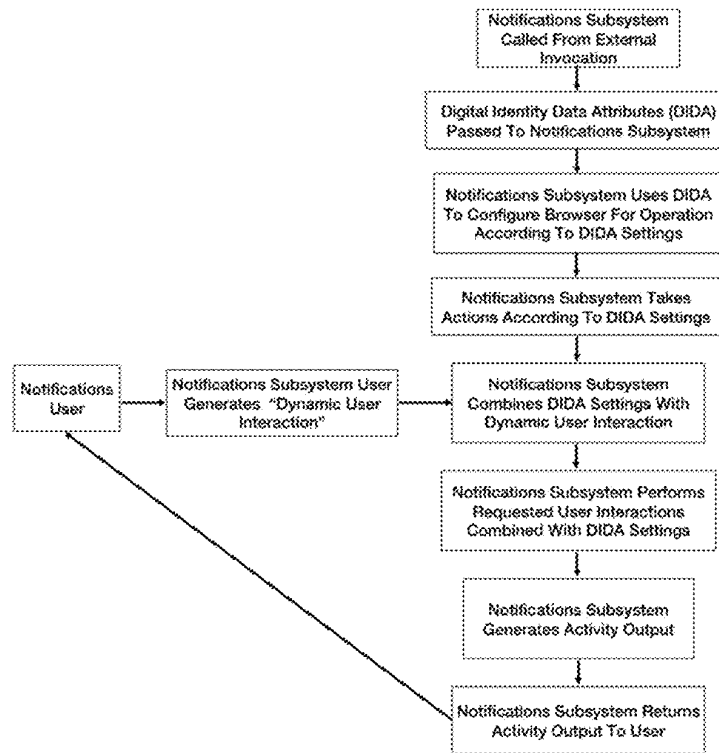 Notifications Subsystem
Called From External
Invocation
Digital Identity Data Attributes (DIDA)
Passed To Notifications Subsystem
Notifications Subsystem Uses DIDA
To Configure Browser For Operation
According To DIDA Settings
Notifications Subsystem Takes
Actions According To DIDA Settings
Notifications
User
Notifications Subsystem User
Generates "Dynamic User
Interaction"
Notifications Subsystem
Combines DIDA Settings With
Dynamic User Interaction
Notifications Subsystem Performs
Requested User Interactions
Combined With DIDA Settings
Notifications Subsystem
Generates Activity Output
Notifications Subsystem Returns
Activity Output To User